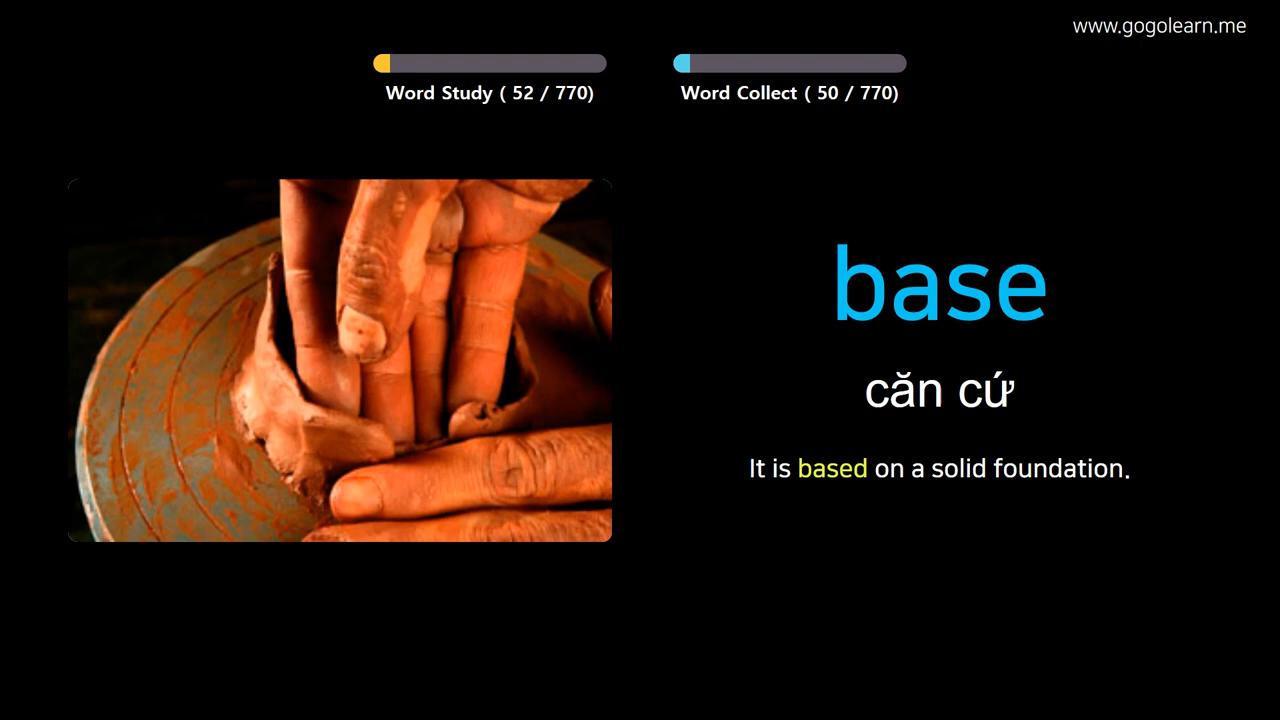 www.gogolearn.me
Word Study ( 52 / 770)
Word Collect ( 50 / 770)
base
căn cứ
It is based on a solid foundation.